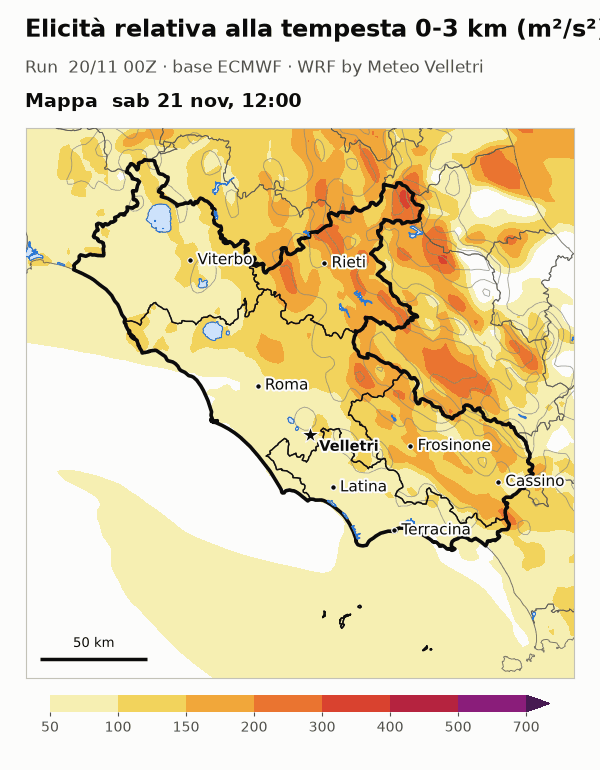 Elicità relativa alla tempesta 0-3 km (m²/s²)
Run  20/11 00Z · base ECMWF · WRF by Meteo Velletri
Mappa  sab 21 nov, 12:00
Viterbo
Rieti
Roma
Velletri
Frosinone
Cassino
Latina
Terracina
50 km
50 100 150 200 300 400 500 700